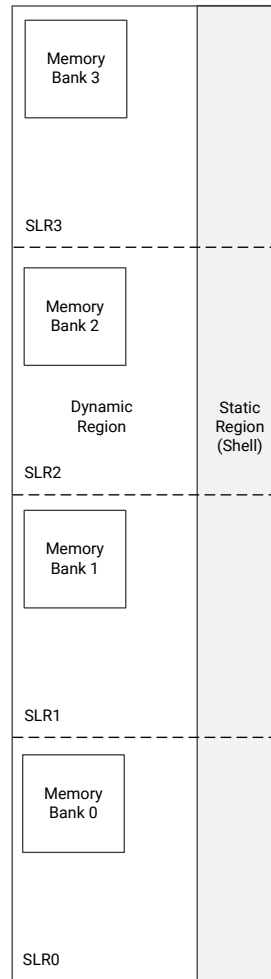 Memory
Bank 3
SLR3
Memory
Bank 2
Dynamic
Region
Static
Region
(Shell)
SLR2
Memory
Bank 1
SLR1
Memory
Bank 0
SLR0